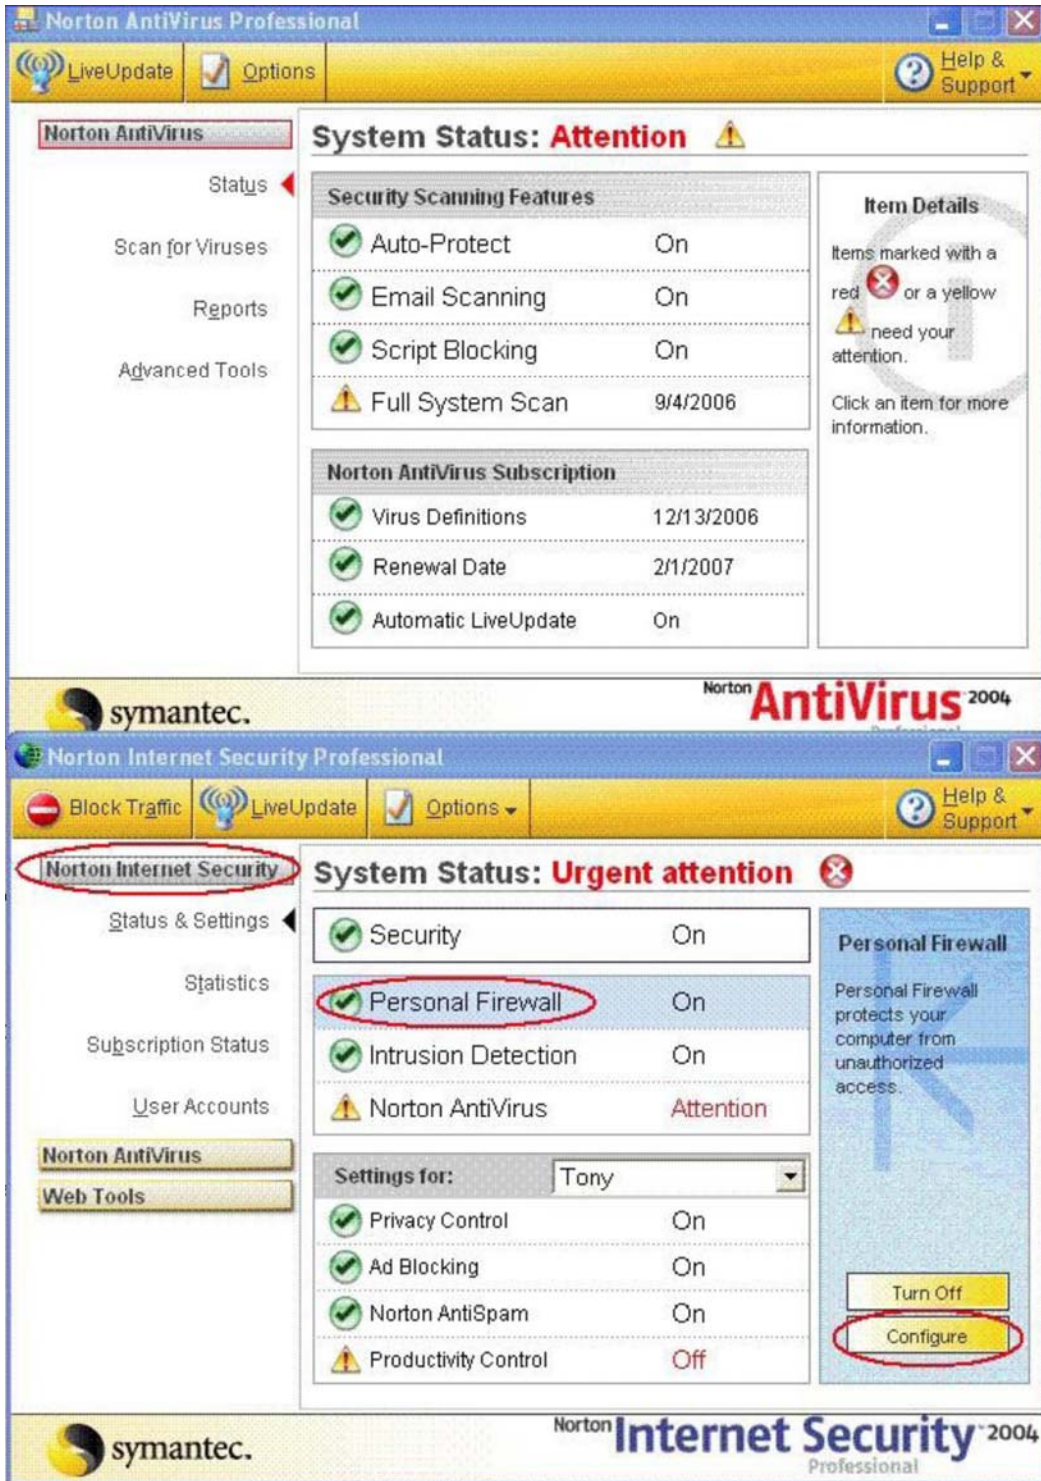 Norton AntiVirus Professional
LiveUpdate
Options
Help &
Support
Norton AntiVirus
Status
Scan for Viruses
Reports
Advanced Tools
System Status: Attention
Security Scanning Features
Auto-Protect On
Email Scanning On
Script Blocking On
Full System Scan 9/4/2006
Norton AntiVirus Subscription
Virus Definitions 12/13/2006
Renewal Date 2/1/2007
Automatic LiveUpdate On
Item Details
Items marked with a
red or a yellow
need your
attention.
Click an item for more
information.
symantec.
Norton AntiVirus 2004
Professional
Norton Internet Security Professional
Block Traffic
LiveUpdate
Options
Help &
Support
Norton Internet Security
Status & Settings
Statistics
Subscription Status
User Accounts
Norton AntiVirus
Web Tools
System Status: Urgent attention
Security On
Personal Firewall On
Intrusion Detection On
Norton AntiVirus Attention
Settings for: Tony
Privacy Control On
Ad Blocking On
Norton AntiSpam On
Productivity Control Off
Personal Firewall
Personal Firewall
protects your
computer from
unauthorized
access.
Turn Off
Configure
symantec.
Norton Internet Security 2004
Professional